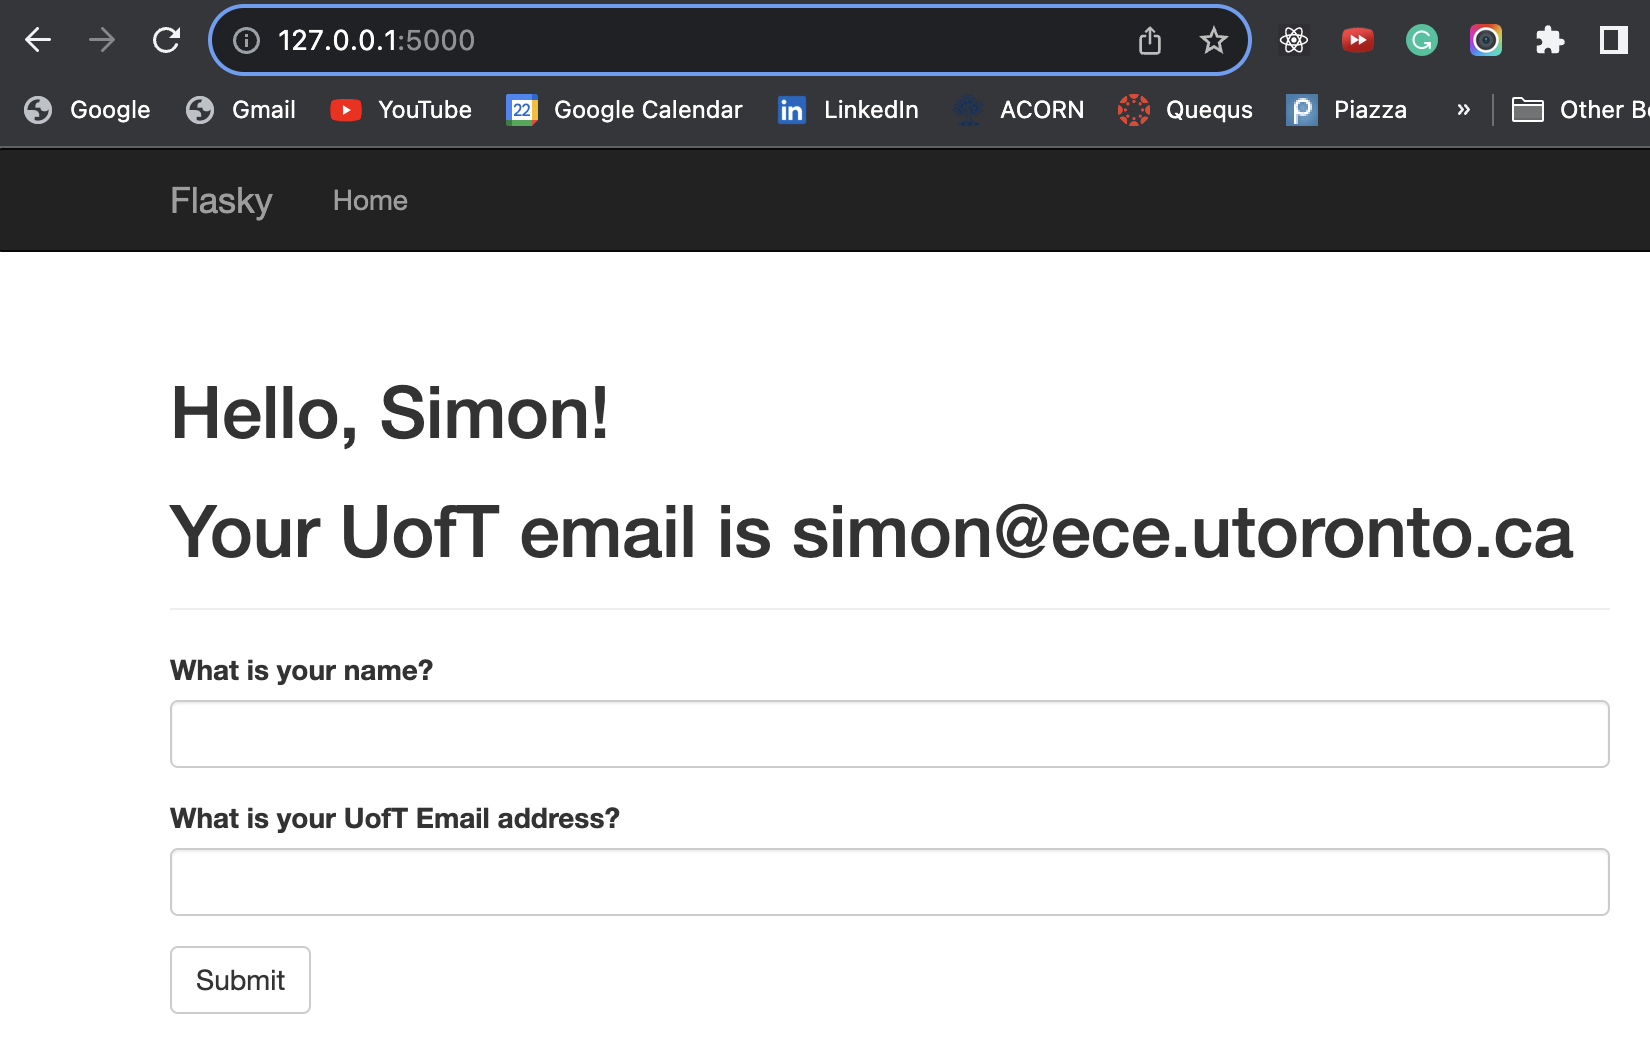 127.0.0.1:5000
Google Gmail YouTube 22 Google Calendar in LinkedIn ACORN Quequs Piazza » Other Bo
Flasky Home
Hello, Simon!
Your UofT email is simon@ece.utoronto.ca
What is your name?
What is your UofT Email address?
Submit